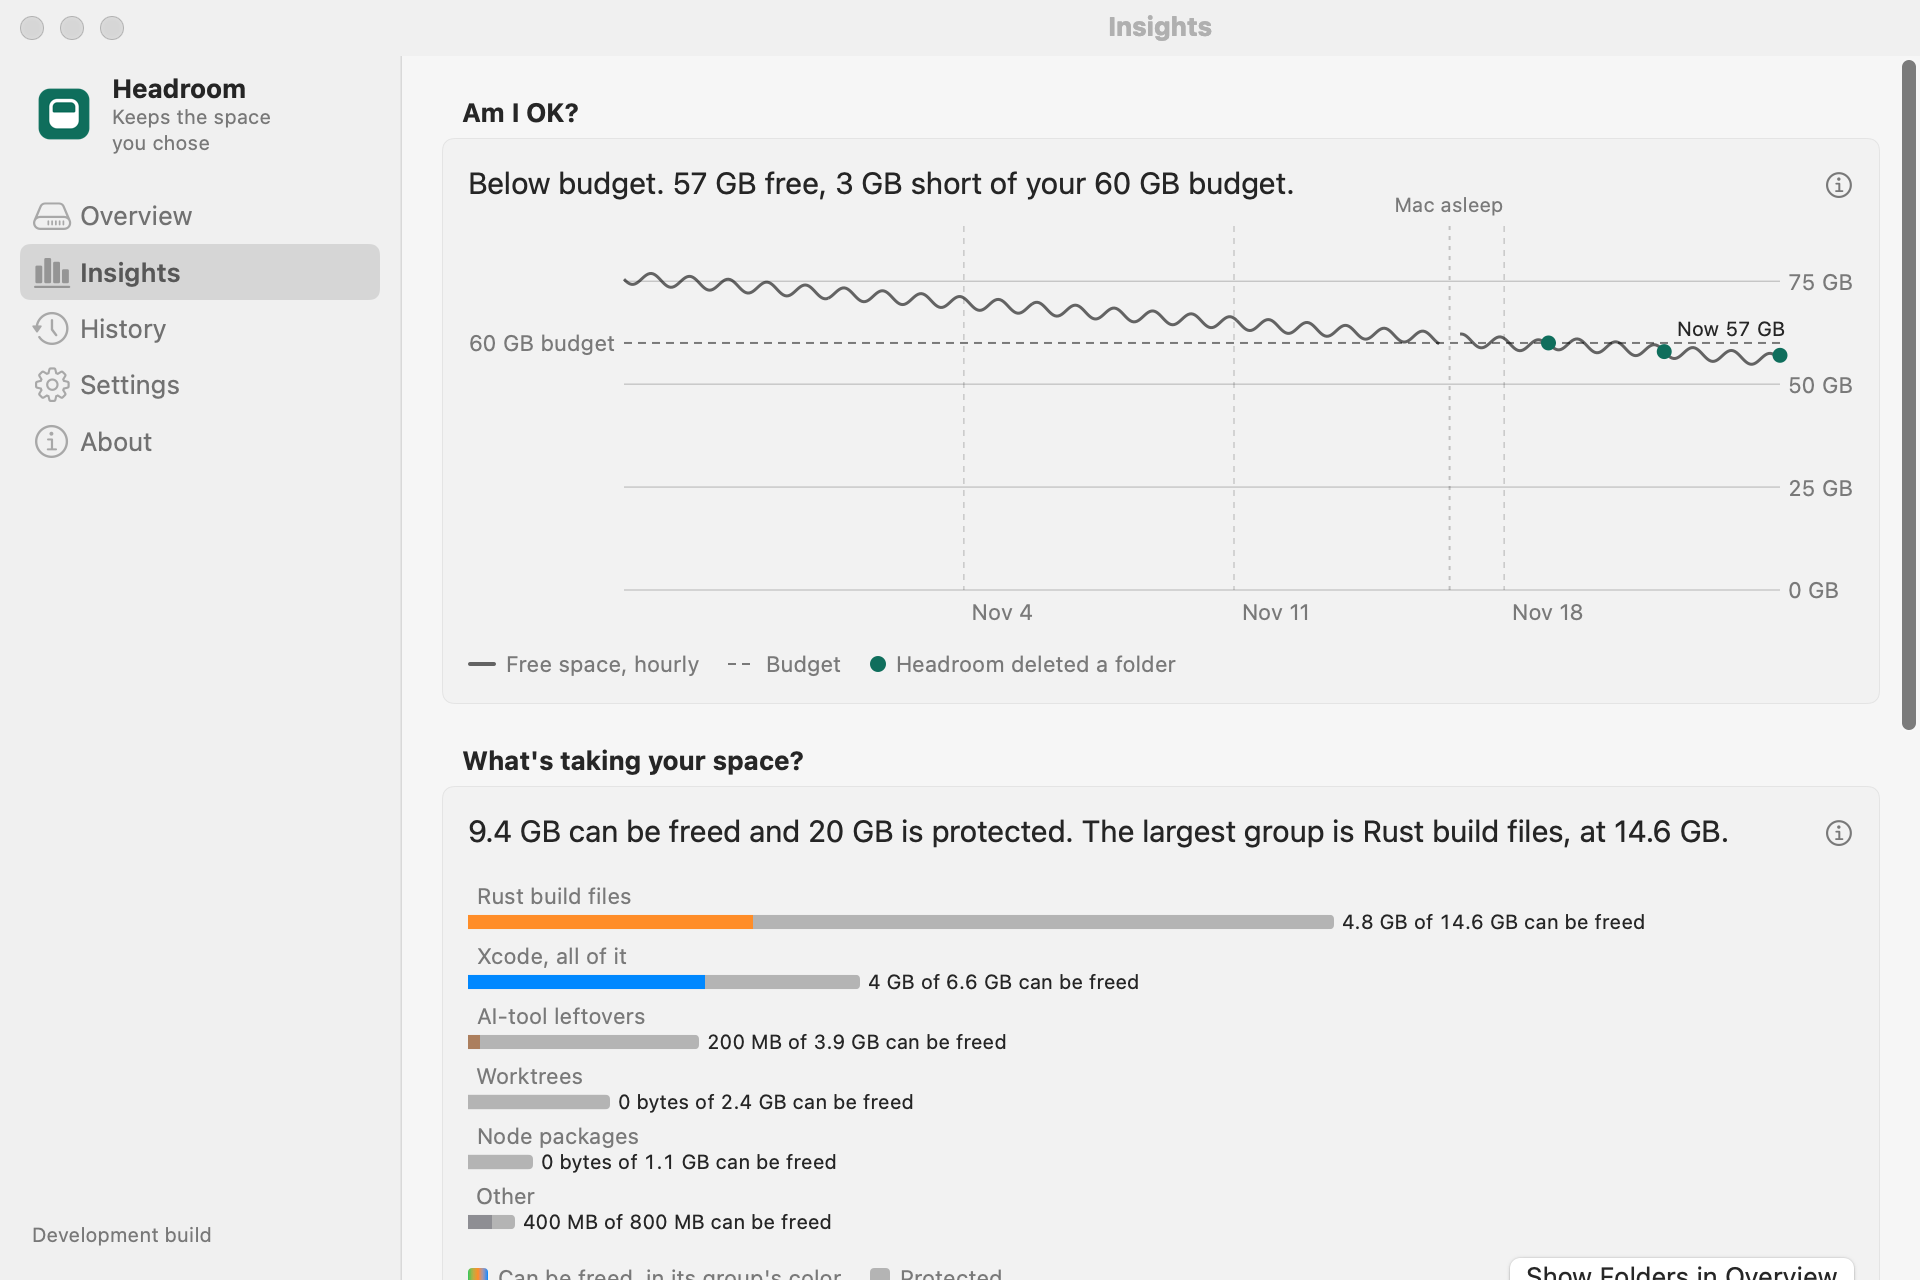 Insights
Headroom
Keeps the space
you chose
Overview
Insights
History
Settings
About
Development build
Am I OK?
Below budget. 57 GB free, 3 GB short of your 60 GB budget.
Mac asleep
75 GB
Now 57 GB
60 GB budget
50 GB
25 GB
0 GB
Nov 4
Nov 11
Nov 18
Free space, hourly
Budget
Headroom deleted a folder
What's taking your space?
9.4 GB can be freed and 20 GB is protected. The largest group is Rust build files, at 14.6 GB.
Rust build files
4.8 GB of 14.6 GB can be freed
Xcode, all of it
4 GB of 6.6 GB can be freed
AI-tool leftovers
200 MB of 3.9 GB can be freed
Worktrees
0 bytes of 2.4 GB can be freed
Node packages
0 bytes of 1.1 GB can be freed
Other
400 MB of 800 MB can be freed
Can be freed, in its group's color
Protected
Show Folders in Overview